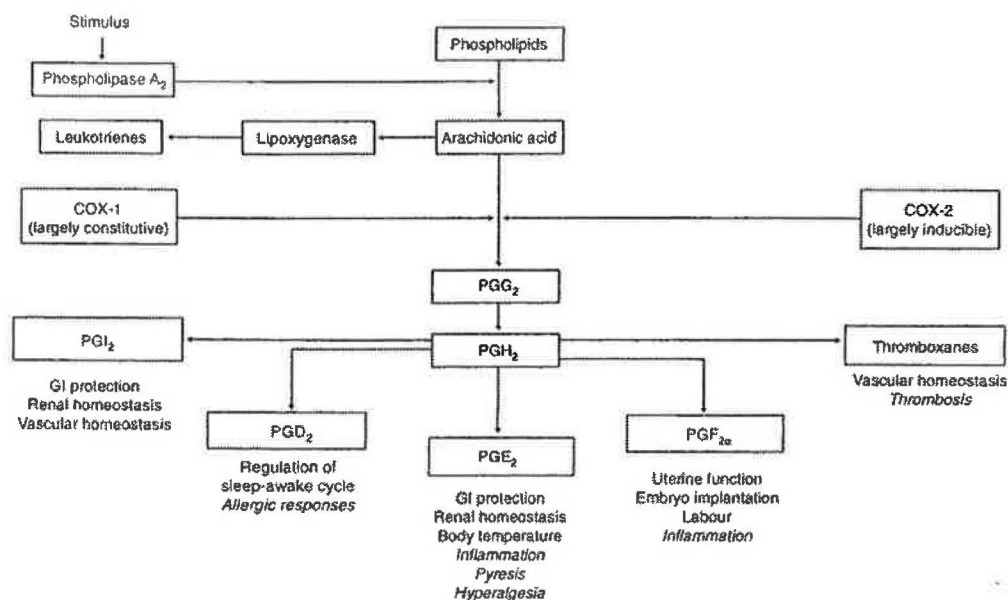 Stimulus
Phospholipids
Phospholipase A₂
Leukotrienes
Lipoxygenase
Arachidonic acid
COX-1
(largely constitutive)
COX-2
(largely inducible)
PGG₂
PGI₂
PGH₂
Thromboxanes
GI protection
Renal homeostasis
Vascular homeostasis
Vascular homeostasis
Thrombosis
PGD₂
Regulation of
sleep-awake cycle
Allergic responses
PGE₂
GI protection
Renal homeostasis
Body temperature
Inflammation
Pyresis
Hyperalgesia
PGF₂α
Uterine function
Embryo implantation
Labour
Inflammation